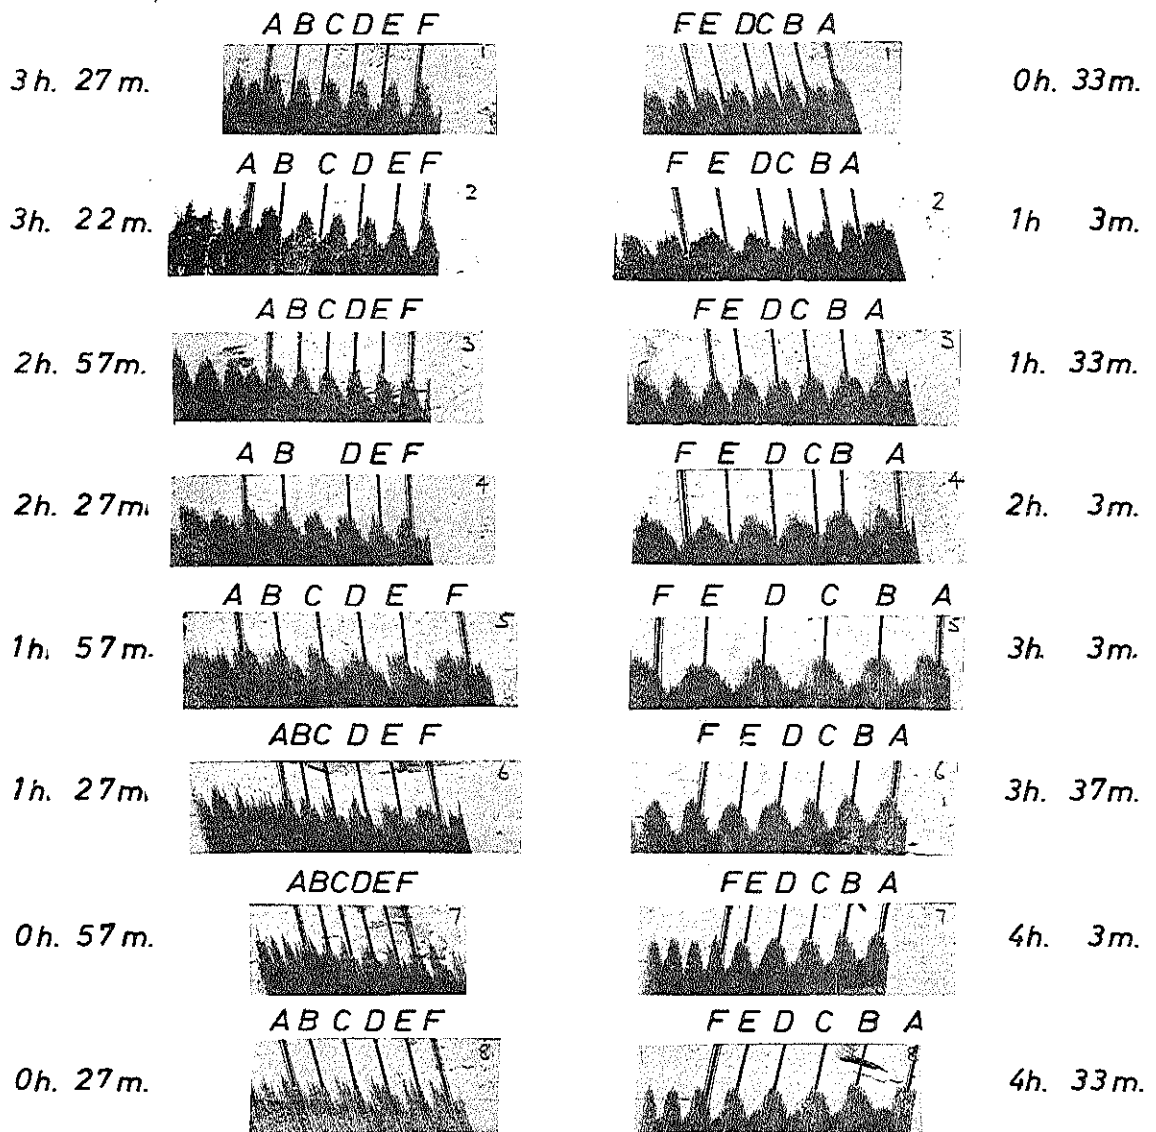 A B C D E F
3h. 27m.
1
F E D C B A
1
0h. 33m.
A B C D E F
3h. 22m.
2
F E D C B A
2
1h 3m.
A B C D E F
2h. 57m.
3
F E D C B A
3
1h. 33m.
A B D E F
2h. 27m.
4
F E D C B A
4
2h. 3m.
A B C D E F
1h. 57m.
5
F E D C B A
5
3h. 3m.
A B C D E F
1h. 27m.
6
F E D C B A
6
3h. 37m.
A B C D E F
0h. 57m.
7
F E D C B A
7
4h. 3m.
A B C D E F
0h. 27m.
8
F E D C B A
8
4h. 33m.